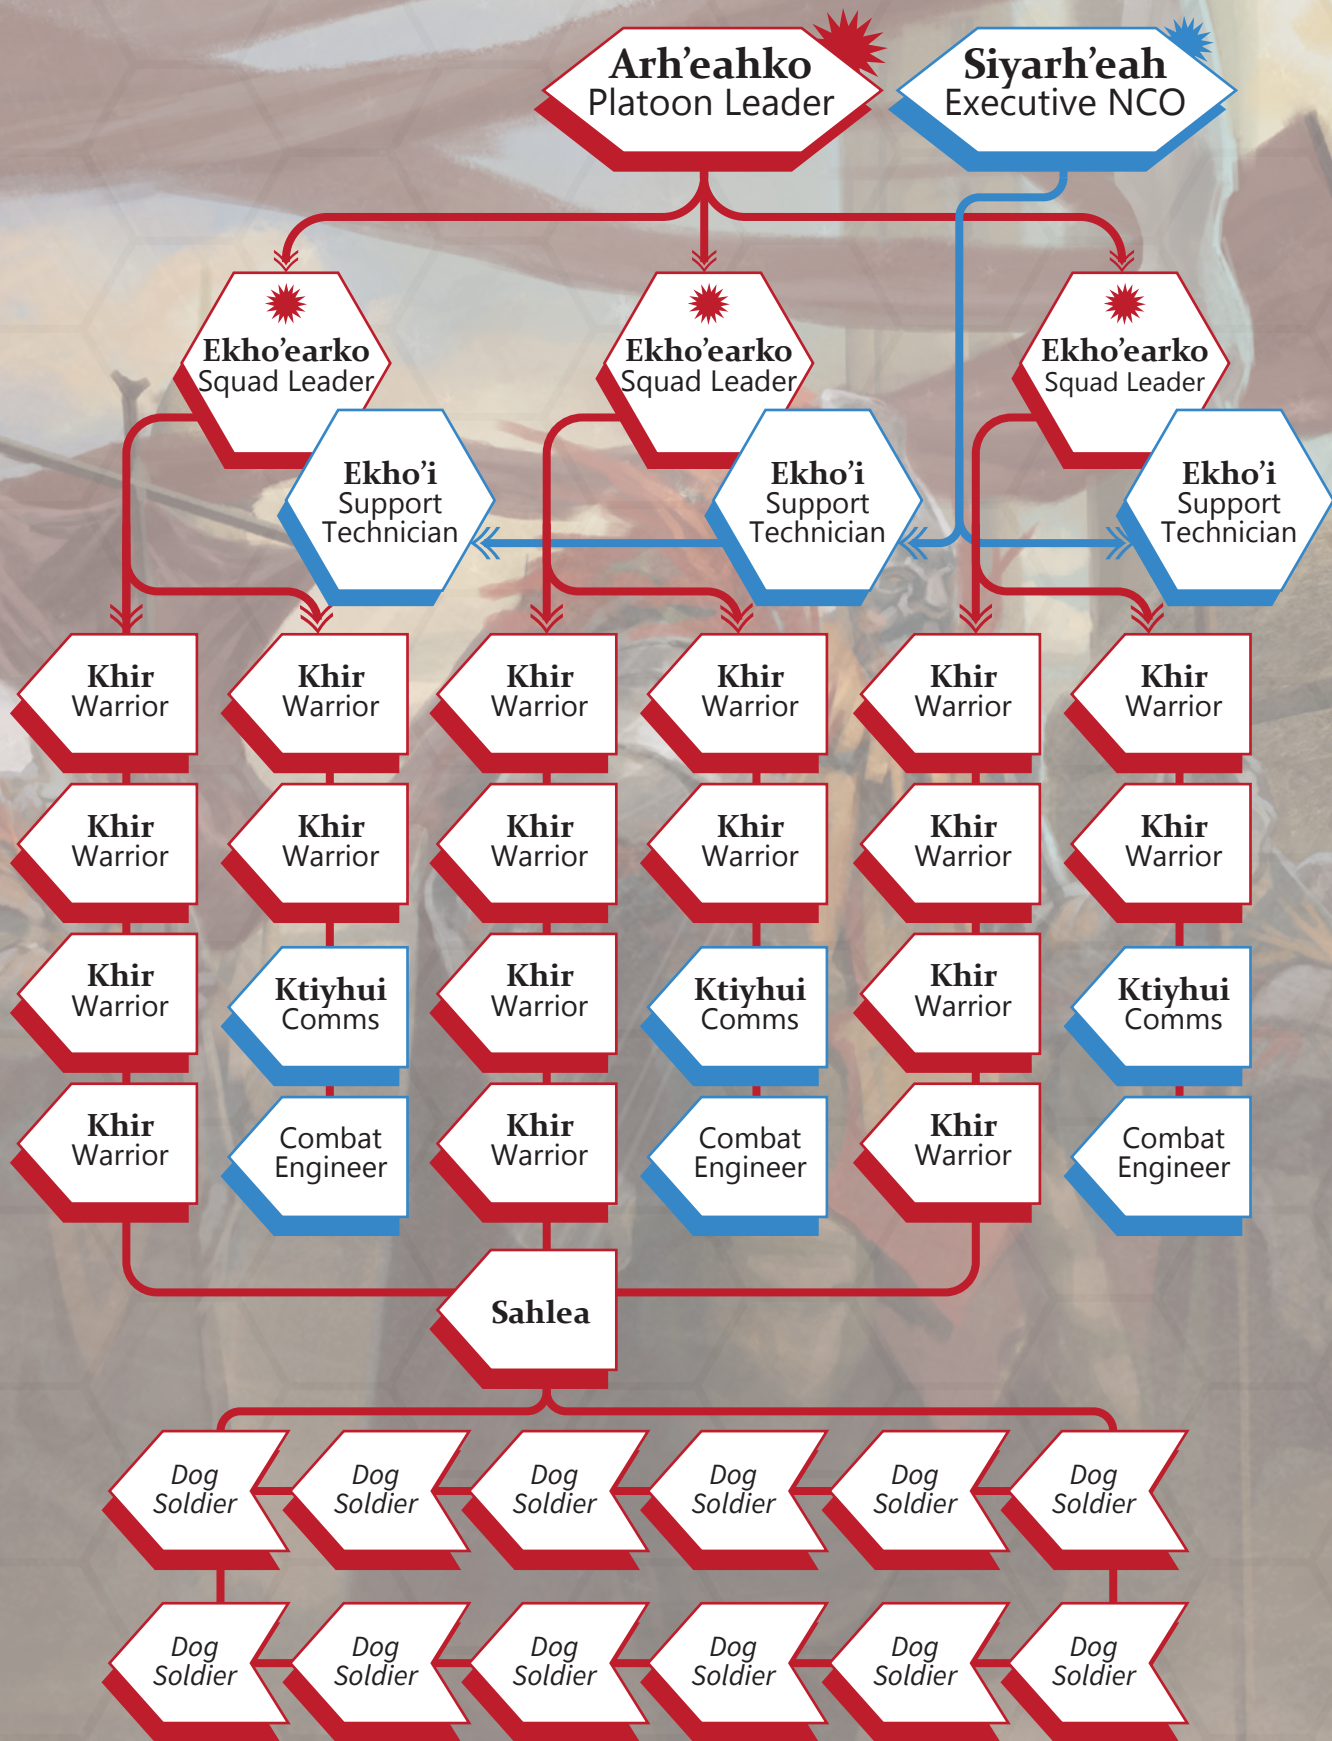 Arh’eahko
Platoon Leader
Siyarh’eah
Executive NCO
Ekho’earko
Squad Leader
Ekho’earko
Squad Leader
Ekho’earko
Squad Leader
Ekho’i
Support
Technician
Ekho’i
Support
Technician
Ekho’i
Support
Technician
Khir
Warrior
Khir
Warrior
Khir
Warrior
Khir
Warrior
Khir
Warrior
Khir
Warrior
Khir
Warrior
Khir
Warrior
Khir
Warrior
Khir
Warrior
Khir
Warrior
Khir
Warrior
Khir
Warrior
Ktiyhui
Comms
Khir
Warrior
Ktiyhui
Comms
Khir
Warrior
Ktiyhui
Comms
Khir
Warrior
Combat
Engineer
Khir
Warrior
Combat
Engineer
Khir
Warrior
Combat
Engineer
Sahlea
Dog
Soldier
Dog
Soldier
Dog
Soldier
Dog
Soldier
Dog
Soldier
Dog
Soldier
Dog
Soldier
Dog
Soldier
Dog
Soldier
Dog
Soldier
Dog
Soldier
Dog
Soldier